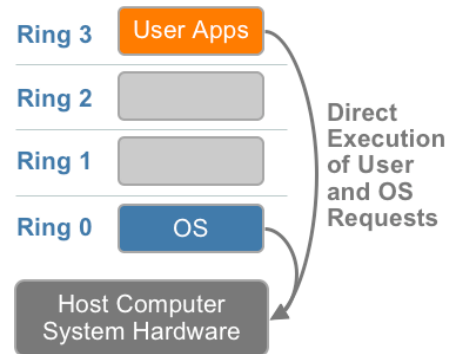 Ring 3
User Apps
Ring 2
Ring 1
Ring 0
OS
Direct
Execution
of User
and OS
Requests
Host Computer
System Hardware